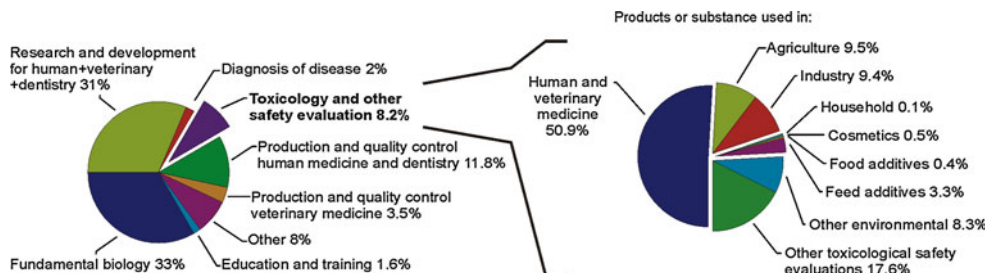 Products or substance used in:
Research and development
for human+veterinary
+dentistry 31%
Diagnosis of disease 2%
Toxicology and other
safety evaluation 8.2%
Production and quality control
human medicine and dentistry 11.8%
Production and quality control
veterinary medicine 3.5%
Other 8%
Education and training 1.6%
Fundamental biology 33%
Human and
veterinary
medicine
50.9%
Agriculture 9.5%
Industry 9.4%
Household 0.1%
Cosmetics 0.5%
Food additives 0.4%
Feed additives 3.3%
Other environmental 8.3%
Other toxicological safety
evaluations 17.6%